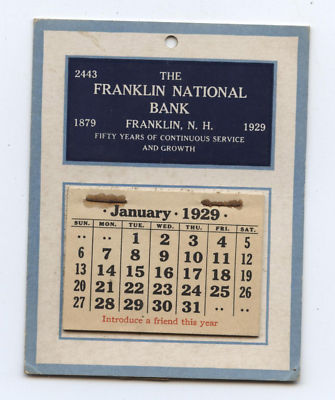 2443 THE
FRANKLIN NATIONAL
BANK
1879 FRANKLIN, N. H. 1929
FIFTY YEARS OF CONTINUOUS SERVICE
AND GROWTH
· January · 1929 ·
SUN. MON. TUE. WED. THU. FRI. SAT.
·· ·· 1 2 3 4 5
6 7 8 9 10 11 12
13 14 15 16 17 18 19
20 21 22 23 24 25 26
27 28 29 30 31 ·· ··
Introduce a friend this year